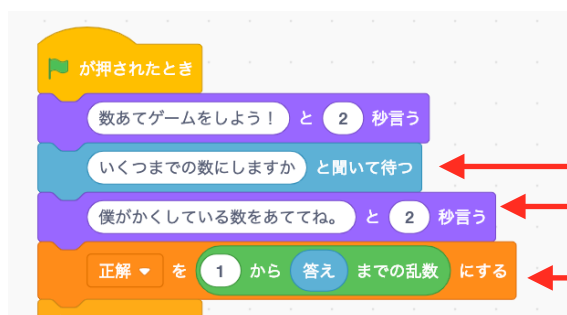 が押されたとき
数あてゲームをしよう！ と 2 秒言う
いくつまでの数にしますか と聞いて待つ
僕がかくしている数をあててね。 と 2 秒言う
正解 を 1 から 答え までの乱数 にする